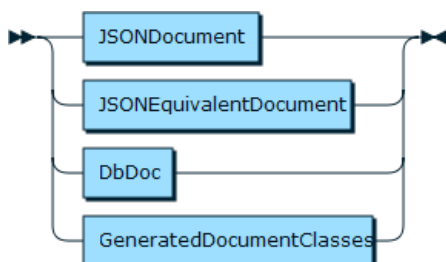 JSONDocument
JSONEquivalentDocument
DbDoc
GeneratedDocumentClasses